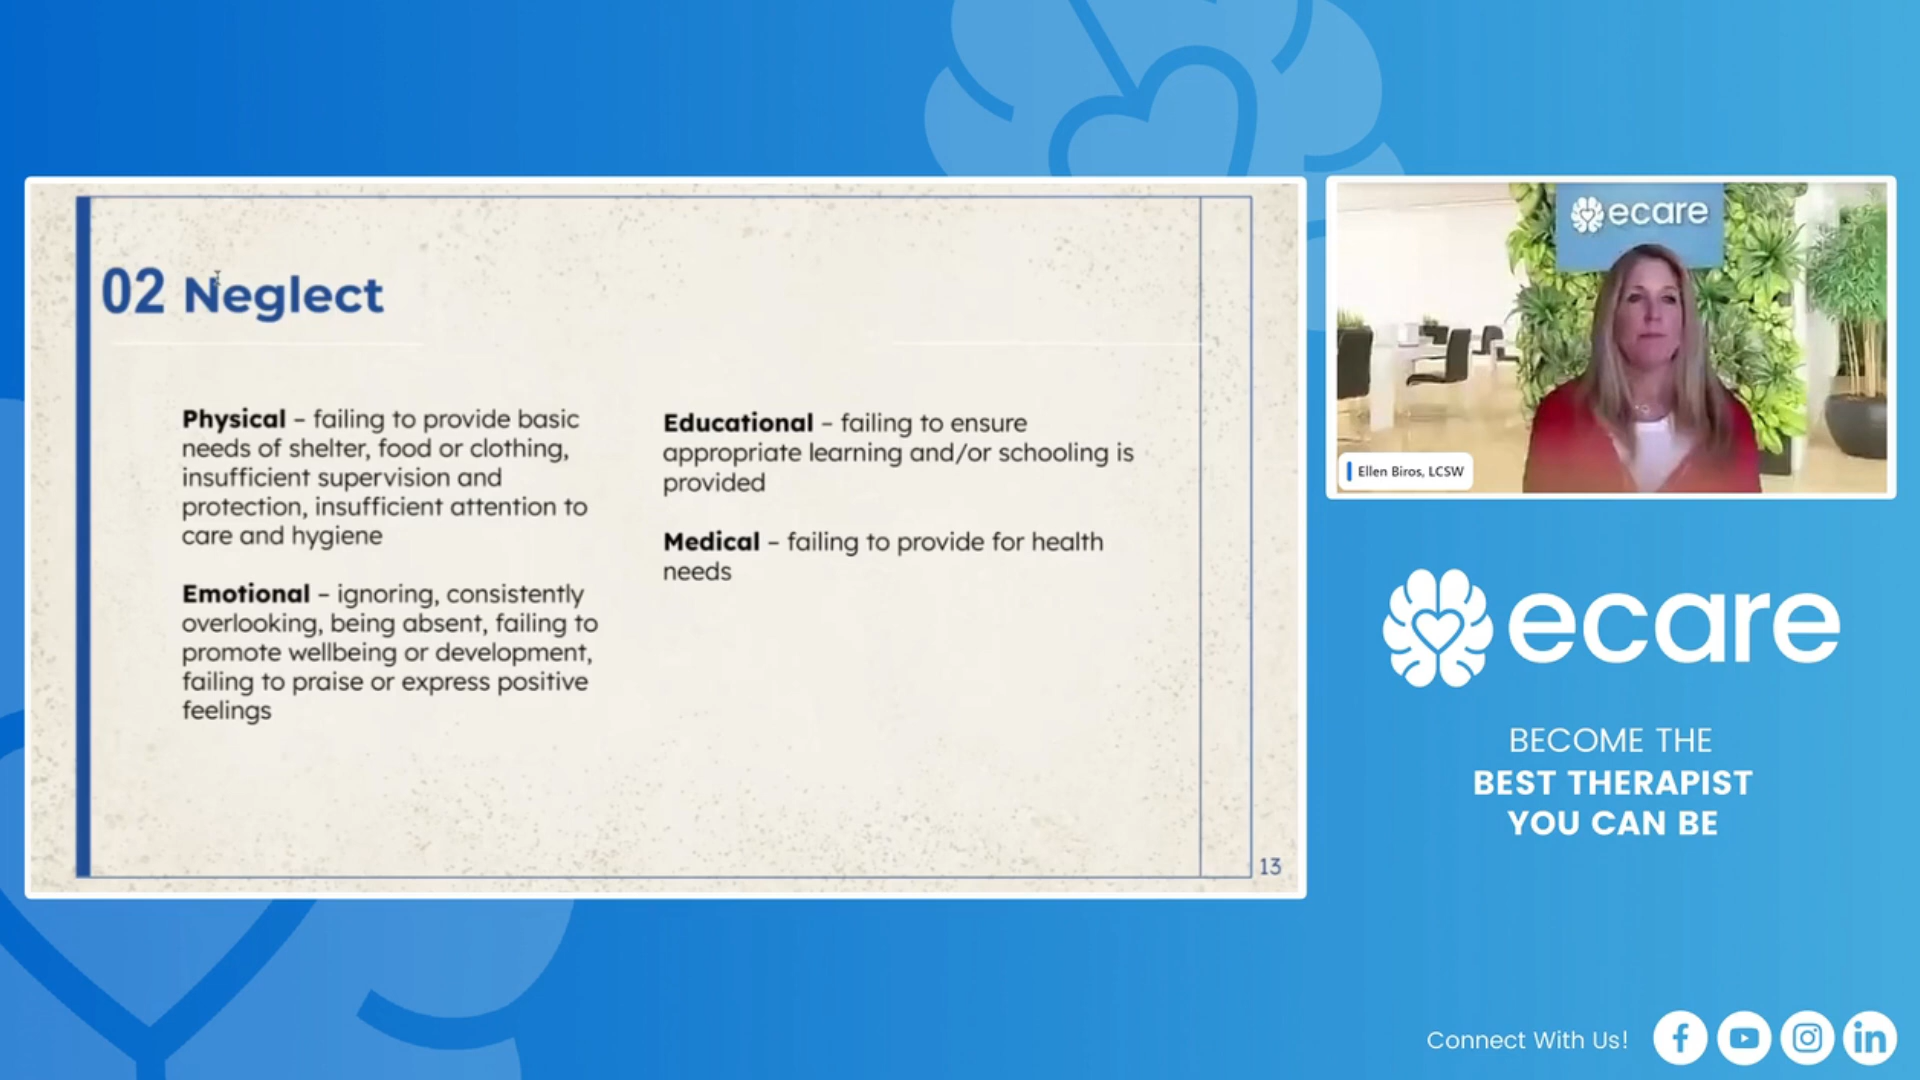 02 Neglect
Physical – failing to provide basic
needs of shelter, food or clothing,
insufficient supervision and
protection, insufficient attention to
care and hygiene
Emotional – ignoring, consistently
overlooking, being absent, failing to
promote wellbeing or development,
failing to praise or express positive
feelings
Educational – failing to ensure
appropriate learning and/or schooling is
provided
Medical – failing to provide for health
needs
13
ecare
Ellen Biros, LCSW
ecare
BECOME THE
BEST THERAPIST
YOU CAN BE
Connect With Us!